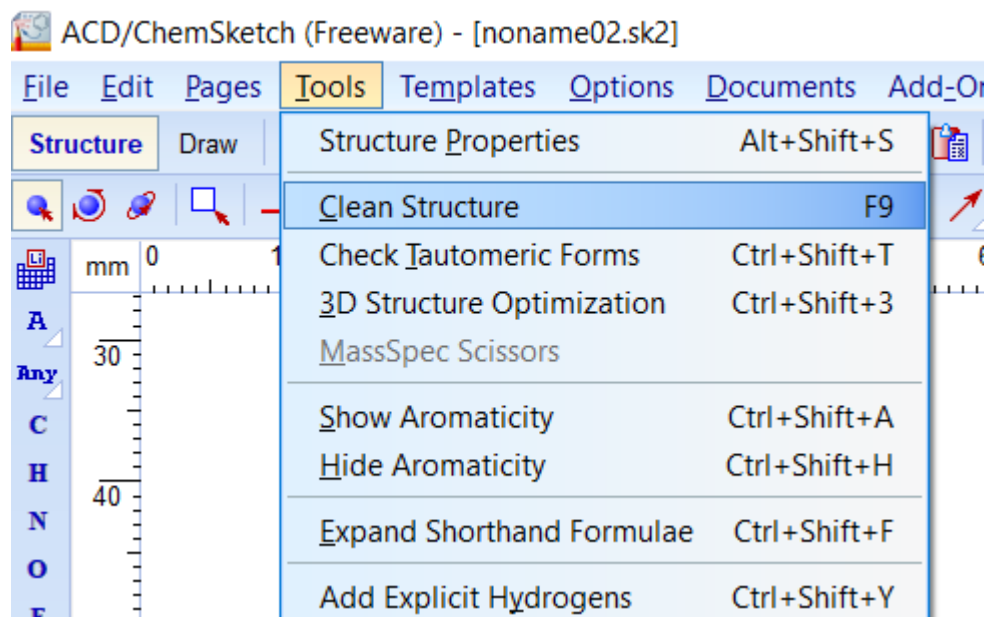 ACD/ChemSketch (Freeware) - [noname02.sk2]
File Edit Pages Tools Templates Options Documents
Structure Draw Structure Properties Alt+Shift+S
Clean Structure F9
mm 0 1 Check Tautomeric Forms Ctrl+Shift+T
3D Structure Optimization Ctrl+Shift+3
A
30 MassSpec Scissors
Any
C Show Aromaticity Ctrl+Shift+A
H Hide Aromaticity Ctrl+Shift+H
40
N Expand Shorthand Formulae Ctrl+Shift+F
O
Add Explicit Hydrogens Ctrl+Shift+Y